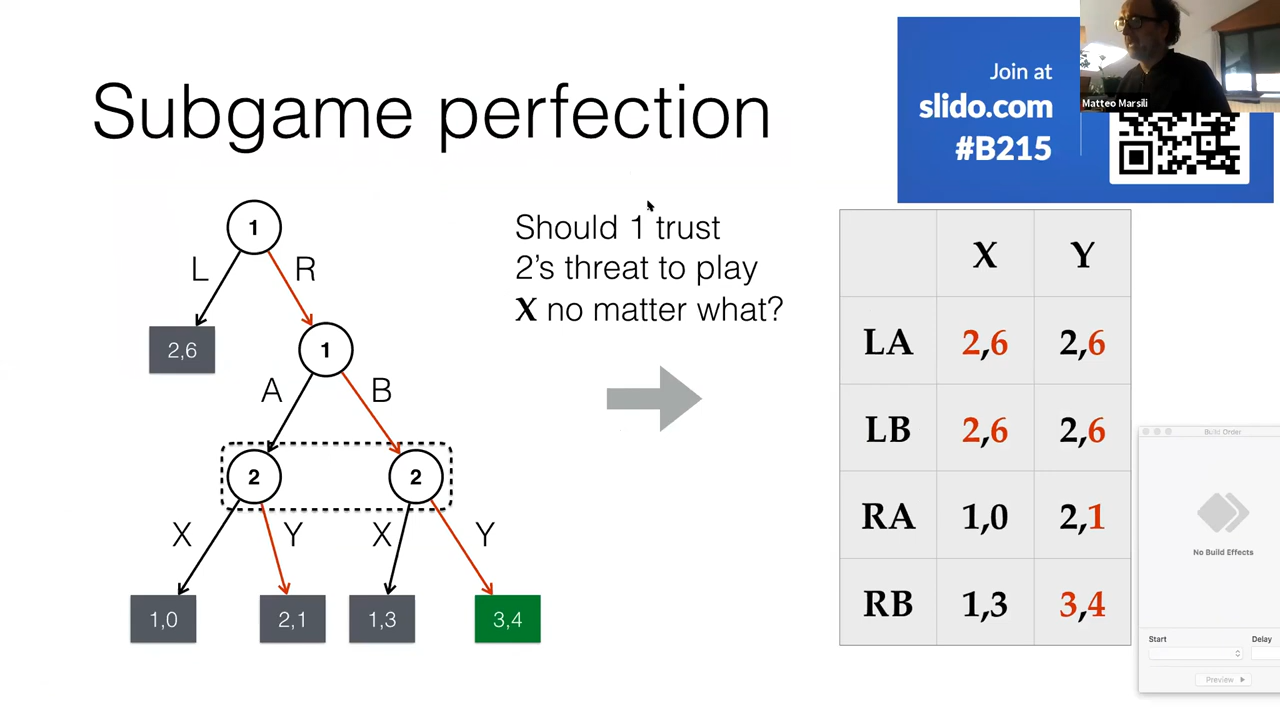 Subgame perfection
Join at
slido.com
#B215
Matteo Marsili
1
L
R
2,6
1
A
B
2
2
X
Y
X
Y
1,0
2,1
1,3
3,4
Should 1 trust
2's threat to play
X no matter what?
X Y
LA 2,6 2,6
LB 2,6 2,6
RA 1,0 2,1
RB 1,3 3,4
Build Order
No Build Effects
Start Delay
Preview